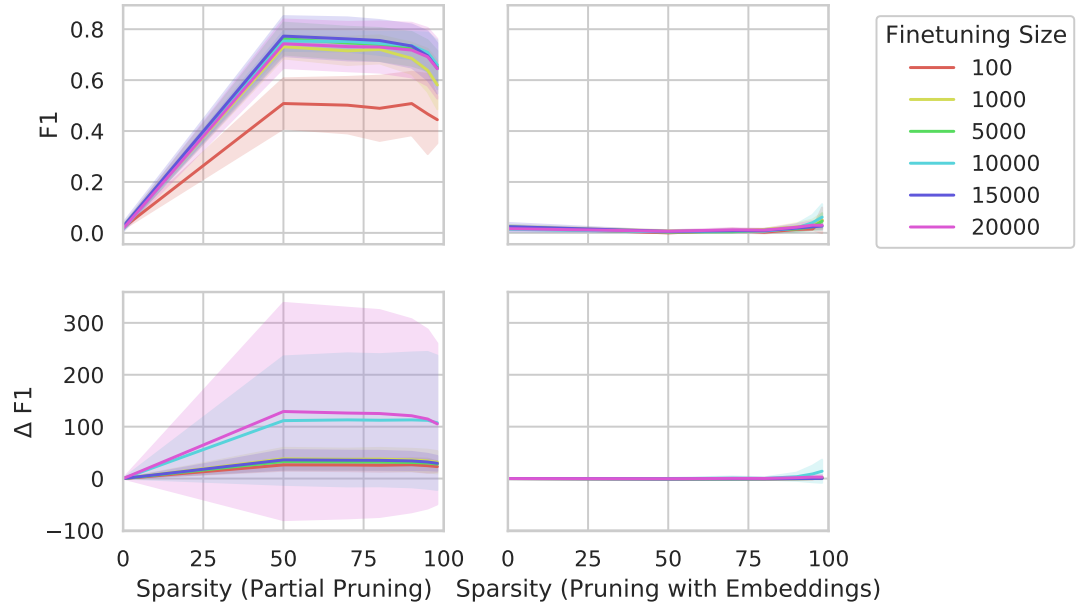 0.8
0.6
0.4
0.2
0.0
F1
Finetuning Size
100
1000
5000
10000
15000
20000
300
200
100
0
−100
Δ F1
0 25 50 75 100
0 25 50 75 100
Sparsity (Partial Pruning)
Sparsity (Pruning with Embeddings)